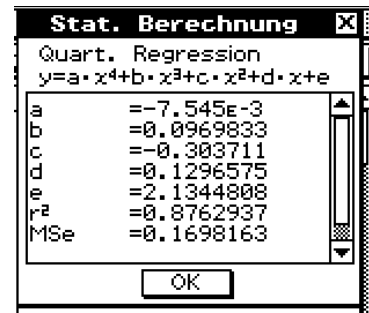 Stat. Berechnung X
Quart. Regression
y=a·x⁴+b·x³+c·x²+d·x+e
a =-7.545E-3
b =0.0969833
c =-0.303711
d =0.1296575
e =2.1344808
r² =0.8762937
MSe =0.1698163
OK